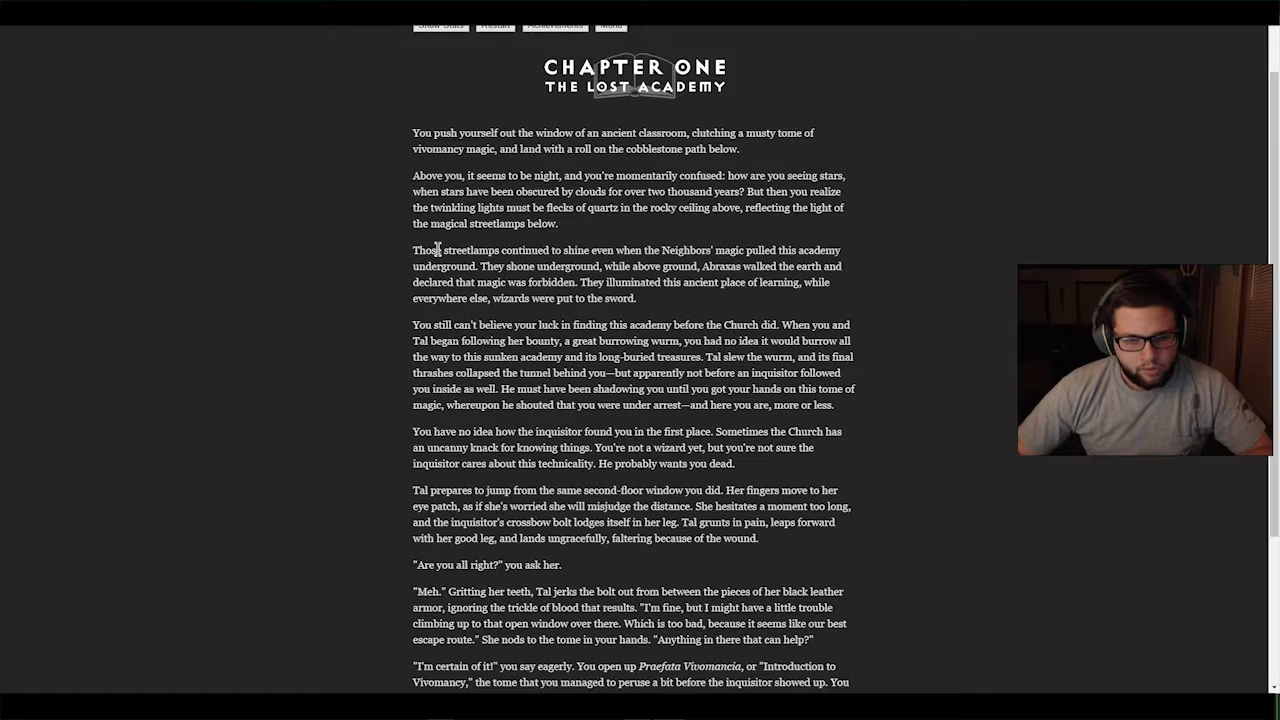 Show Stats Restart Achievements Menu
CHAPTER ONE
THE LOST ACADEMY
You push yourself out the window of an ancient classroom, clutching a musty tome of
vivomancy magic, and land with a roll on the cobblestone path below.
Above you, it seems to be night, and you're momentarily confused: how are you seeing stars,
when stars have been obscured by clouds for over two thousand years? But then you realize
the twinkling lights must be flecks of quartz in the rocky ceiling above, reflecting the light of
the magical streetlamps below.
Those streetlamps continued to shine even when the Neighbors' magic pulled this academy
underground. They shone underground, while above ground, Abraxas walked the earth and
declared that magic was forbidden. They illuminated this ancient place of learning, while
everywhere else, wizards were put to the sword.
You still can't believe your luck in finding this academy before the Church did. When you and
Tal began following her bounty, a great burrowing wurm, you had no idea it would burrow all
the way to this sunken academy and its long-buried treasures. Tal slew the wurm, and its final
thrashes collapsed the tunnel behind you—but apparently not before an inquisitor followed
you inside as well. He must have been shadowing you until you got your hands on this tome of
magic, whereupon he shouted that you were under arrest—and here you are, more or less.
You have no idea how the inquisitor found you in the first place. Sometimes the Church has
an uncanny knack for knowing things. You're not a wizard yet, but you're not sure the
inquisitor cares about this technicality. He probably wants you dead.
Tal prepares to jump from the same second-floor window you did. Her fingers move to her
eye patch, as if she's worried she will misjudge the distance. She hesitates a moment too long,
and the inquisitor's crossbow bolt lodges itself in her leg. Tal grunts in pain, leaps forward
with her good leg, and lands ungracefully, faltering because of the wound.
"Are you all right?" you ask her.
"Meh." Gritting her teeth, Tal jerks the bolt out from between the pieces of her black leather
armor, ignoring the trickle of blood that results. "I'm fine, but I might have a little trouble
climbing up to that open window over there. Which is too bad, because it seems like our best
escape route." She nods to the tome in your hands. "Anything in there that can help?"
"I'm certain of it!" you say eagerly. You open up Praefata Vivomancia, or "Introduction to
Vivomancy," the tome that you managed to peruse a bit before the inquisitor showed up. You